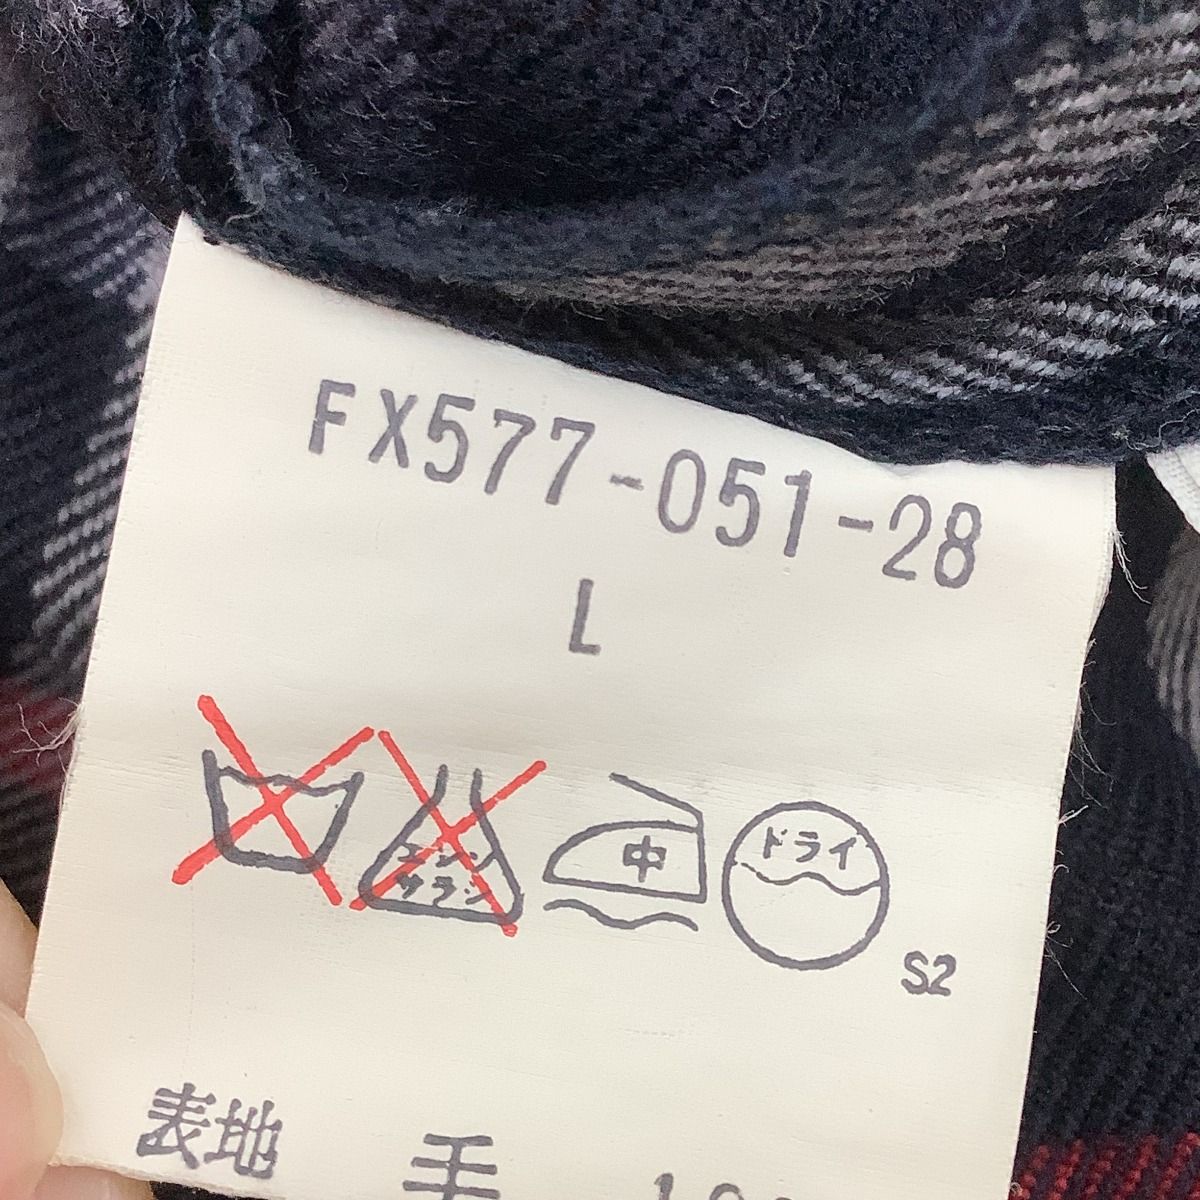 FX577-051-28
L
エンソ
サラシ
中
ドライ
S2
表地 毛